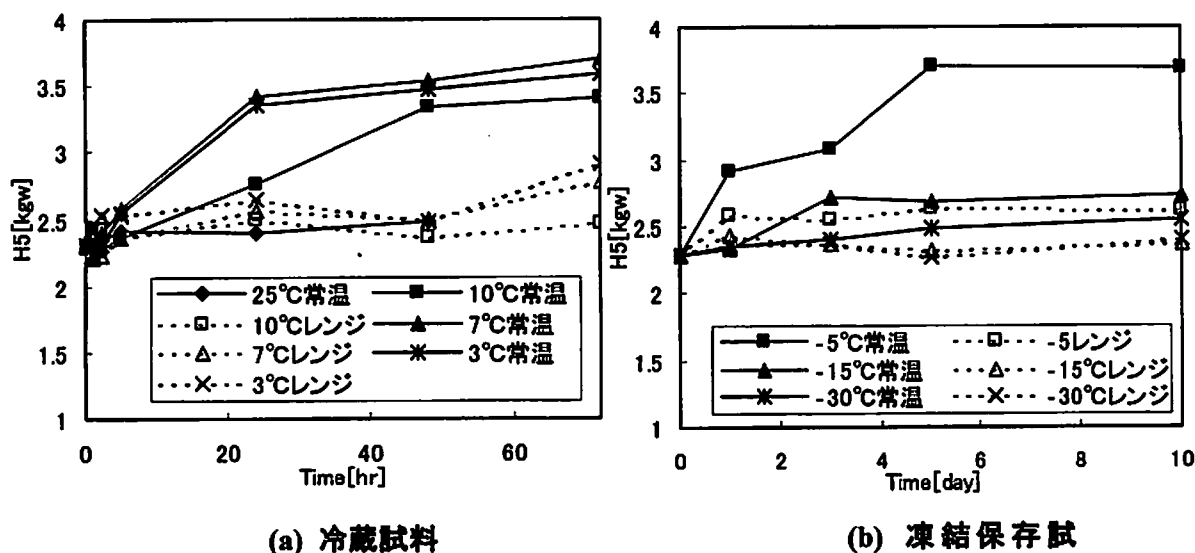 4
3.5
3
2.5
2
1.5
1
H5[kgw]
0
20
40
60
Time[hr]
25℃常温
10℃常温
10℃レンジ
7℃常温
7℃レンジ
3℃常温
3℃レンジ
(a) 冷蔵試料
4
3.5
3
2.5
2
1.5
1
H5[kgw]
0
2
4
6
8
10
Time[day]
-5℃常温
-5レンジ
-15℃常温
-15℃レンジ
-30℃常温
-30℃レンジ
(b) 凍結保存試